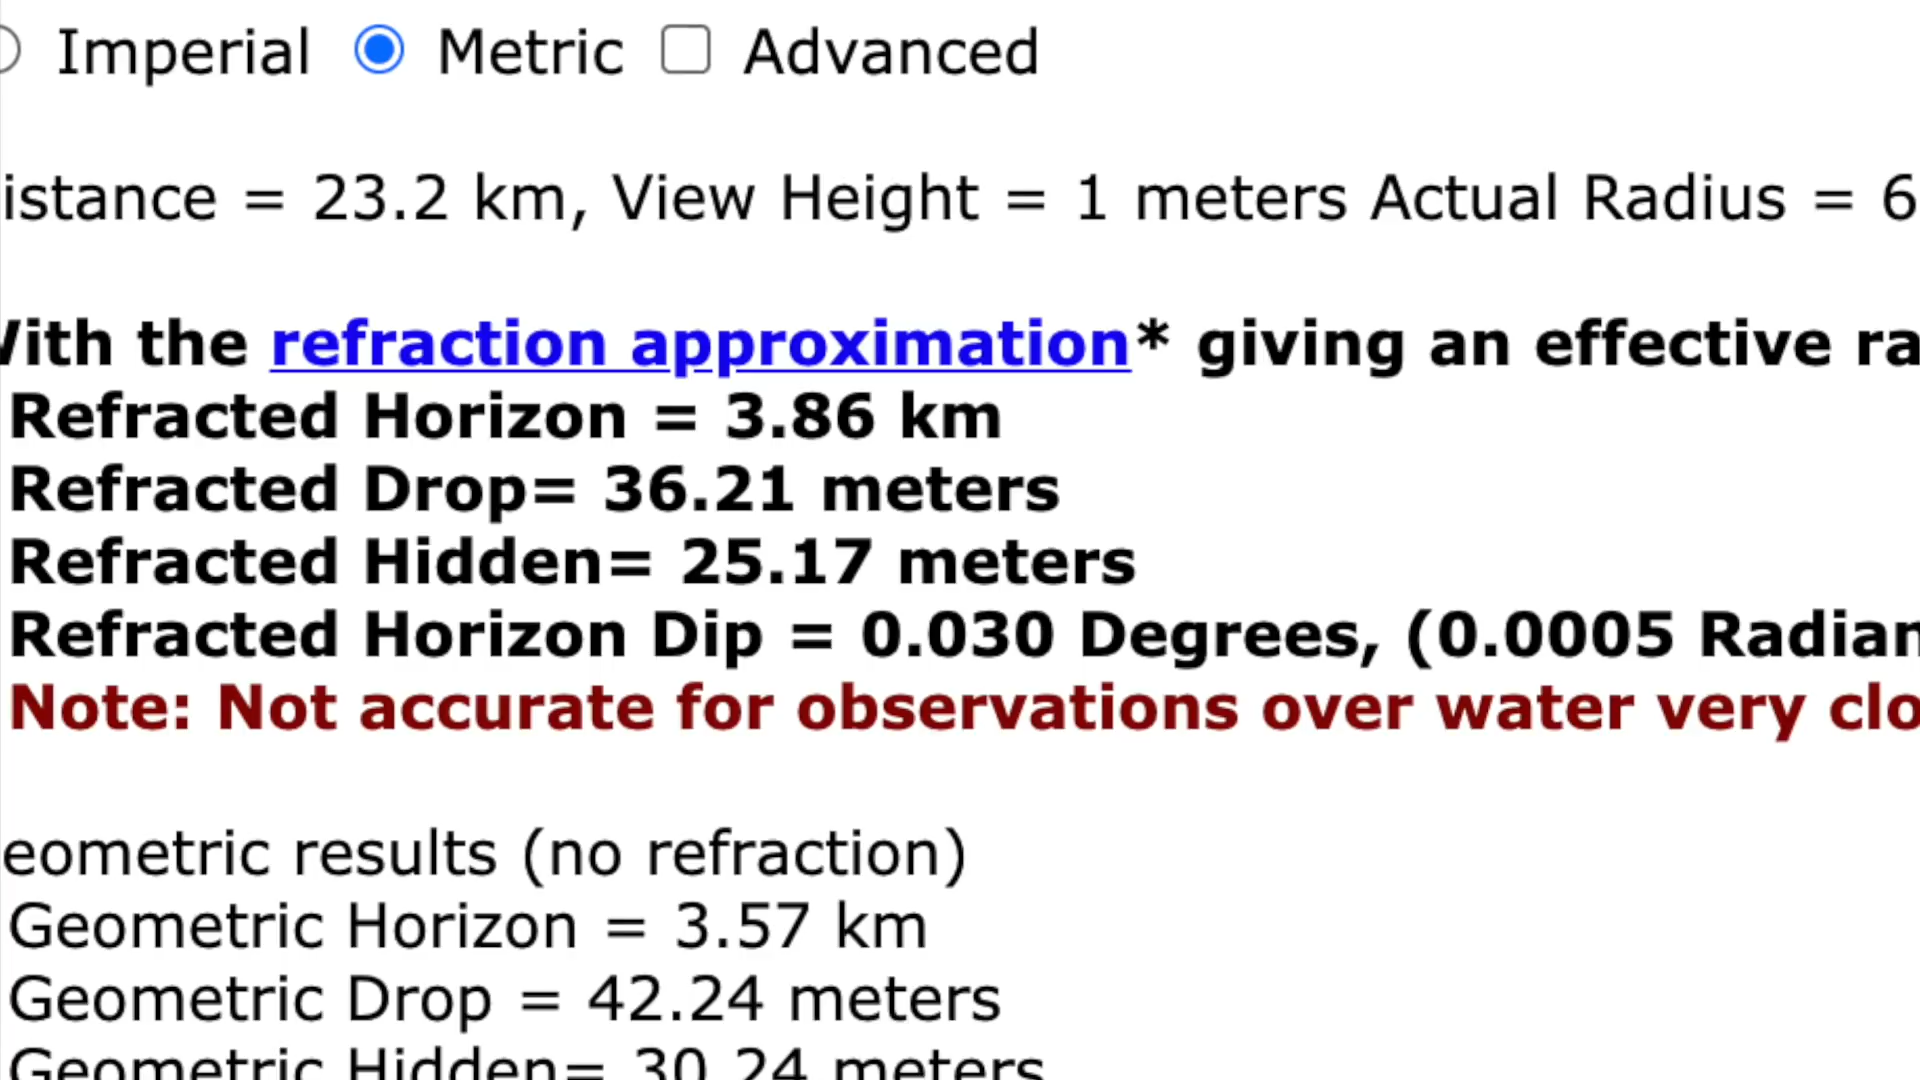 Imperial Metric Advanced
istance = 23.2 km, View Height = 1 meters Actual Radius = 6
ith the refraction approximation* giving an effective ra
Refracted Horizon = 3.86 km
Refracted Drop= 36.21 meters
Refracted Hidden= 25.17 meters
Refracted Horizon Dip = 0.030 Degrees, (0.0005 Radian
Note: Not accurate for observations over water very clo
eometric results (no refraction)
Geometric Horizon = 3.57 km
Geometric Drop = 42.24 meters
Geometric Hidden= 30.24 meters